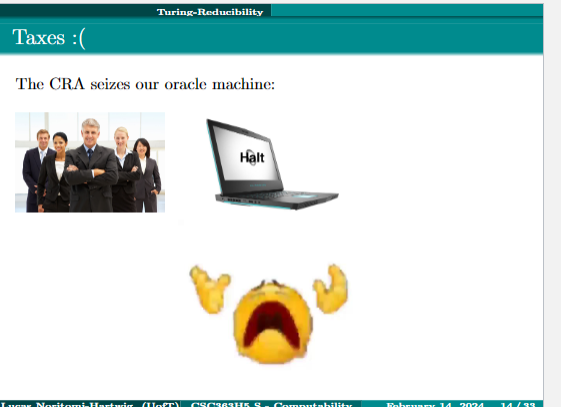 Turing-Reducibility
Taxes :(
The CRA seizes our oracle machine:
Halt
Lucas Noritomi-Hartwig (UofT) CSC363H5 S - Computability February 14, 2024 14 / 33